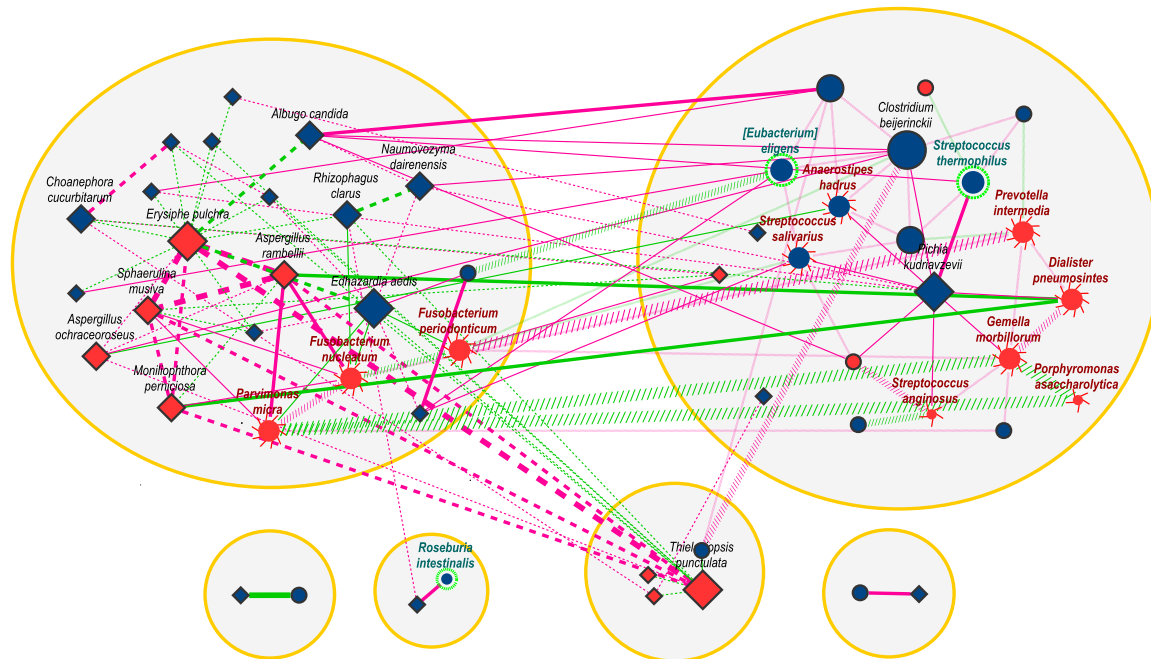 Albugo candida
Naumovozyma
dairenensis
Choanephora
cucurbitarum
Rhizophagus
clarus
Erysiphe pulchra
Aspergillus
rambellii
Sphaerulina
musiva
Edhazardia aedis
Aspergillus
ochraceoroseus
Fusobacterium
periodonticum
Fusobacterium
nucleatum
Moniliophthora
perniciosa
Parvimonas
micra
Clostridium
beijerinckii
[Eubacterium]
eligens
Streptococcus
thermophilus
Anaerostipes
hadrus
Prevotella
intermedia
Streptococcus
salivarius
Pichia
kudriavzevii
Dialister
pneumosintes
Gemella
morbillorum
Porphyromonas
asaccharolytica
Streptococcus
anginosus
Roseburia
intestinalis
Thielaviopsis
punctulata